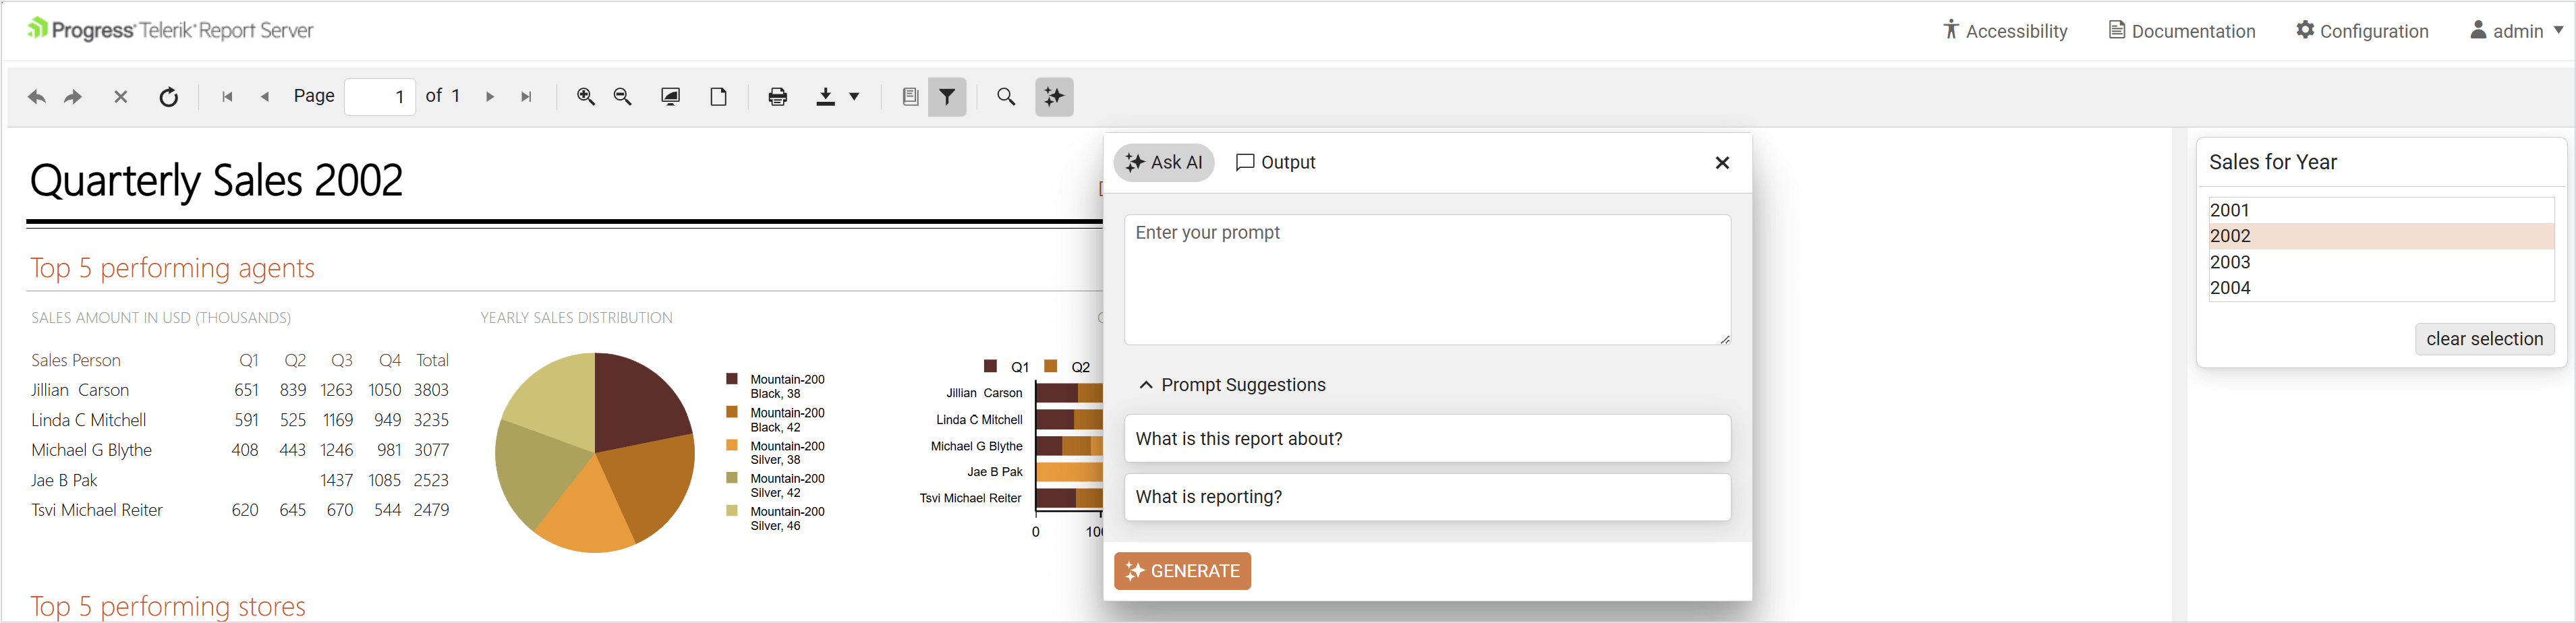 Progress Telerik Report Server
Accessibility Documentation Configuration admin
Page 1 of 1
Quarterly Sales 2002
Top 5 performing agents
SALES AMOUNT IN USD (THOUSANDS)
Sales Person Q1 Q2 Q3 Q4 Total
Jillian Carson 651 839 1263 1050 3803
Linda C Mitchell 591 525 1169 949 3235
Michael G Blythe 408 443 1246 981 3077
Jae B Pak 1437 1085 2523
Tsvi Michael Reiter 620 645 670 544 2479
YEARLY SALES DISTRIBUTION
Mountain-200
Black, 38
Mountain-200
Black, 42
Mountain-200
Silver, 38
Mountain-200
Silver, 42
Mountain-200
Silver, 46
Q1 Q2
Jillian Carson
Linda C Mitchell
Michael G Blythe
Jae B Pak
Tsvi Michael Reiter
0
Top 5 performing stores
Ask AI Output
Enter your prompt
Prompt Suggestions
What is this report about?
What is reporting?
GENERATE
Sales for Year
2001
2002
2003
2004
clear selection